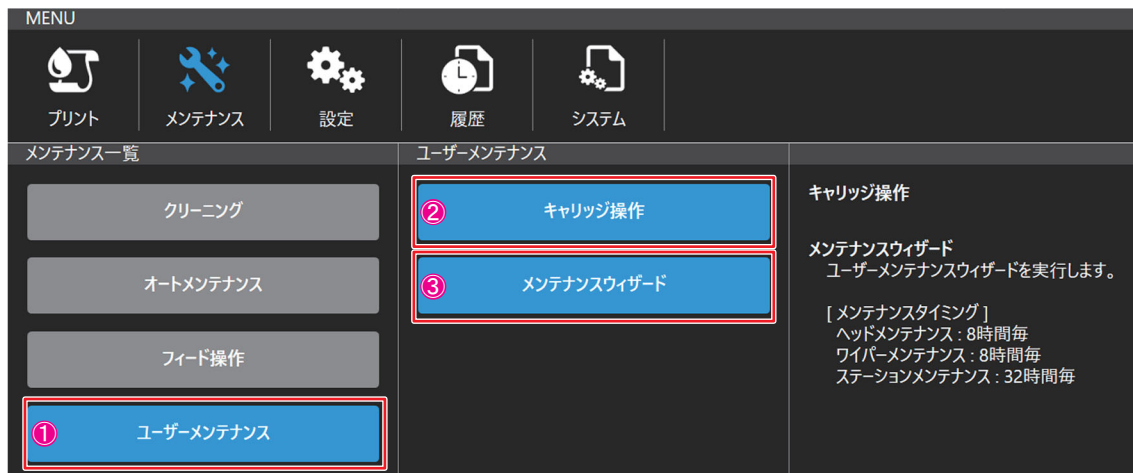 MENU
プリント
メンテナンス
設定
履歴
システム
メンテナンス一覧
クリーニング
オートメンテナンス
フィード操作
① ユーザーメンテナンス
ユーザーメンテナンス
② キャリッジ操作
③ メンテナンスウィザード
キャリッジ操作
メンテナンスウィザード
ユーザーメンテナンスウィザードを実行します。
[ メンテナンスタイミング ]
ヘッドメンテナンス : 8時間毎
ワイパーメンテナンス : 8時間毎
ステーションメンテナンス : 32時間毎